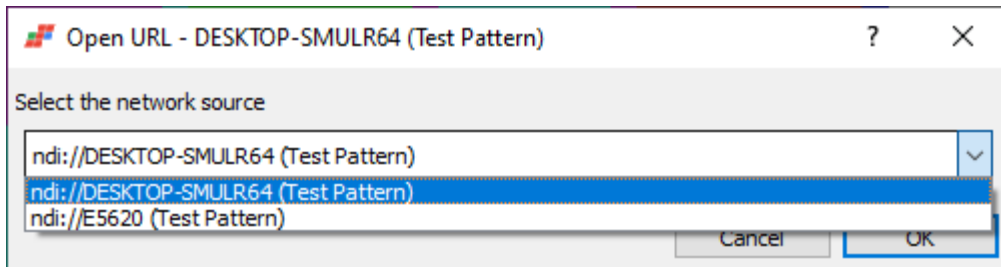 Open URL - DESKTOP-SMULR64 (Test Pattern) ?
Select the network source
ndi://DESKTOP-SMULR64 (Test Pattern)
ndi://DESKTOP-SMULR64 (Test Pattern)
ndi://E5620 (Test Pattern)
Cancel OK